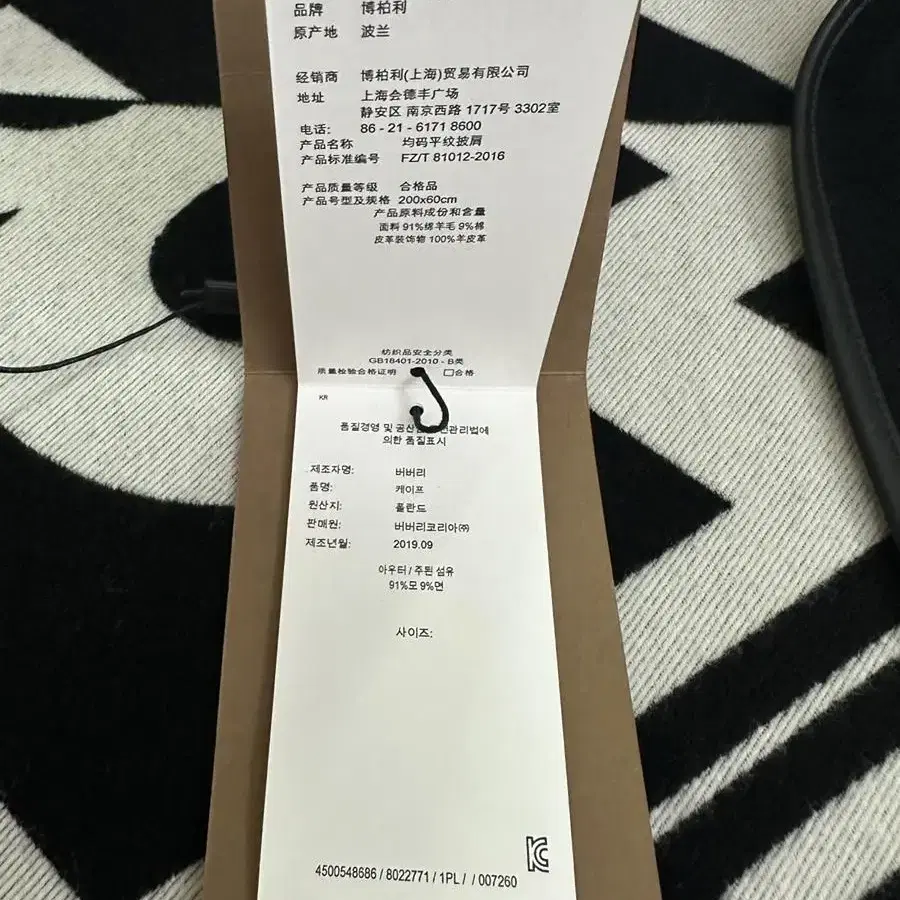 品牌 博柏利
原产地 波兰
经销商 博柏利(上海)贸易有限公司
地址 上海会德丰广场
静安区 南京西路 1717号 3302室
电话: 86 - 21 - 6171 8600
产品名称 均码平纹披肩
产品标准编号 FZ/T 81012-2016
产品质量等级 合格品
产品号型及规格 200x60cm
产品原料成份和含量
面料 91%绵羊毛 9%棉
皮革装饰物 100%羊皮革
纺织品安全分类
GB18401-2010 - B类
质量检验合格证明 合格
KR
품질경영 및 공산 관리법에
의한 품질표시
제조자명: 버버리
품명: 케이프
원산지: 폴란드
판매원: 버버리코리아㈜
제조년월: 2019.09
아우터 / 주된 섬유
91%모 9%면
사이즈:
4500548686 / 8022771 / 1PL / / 007260